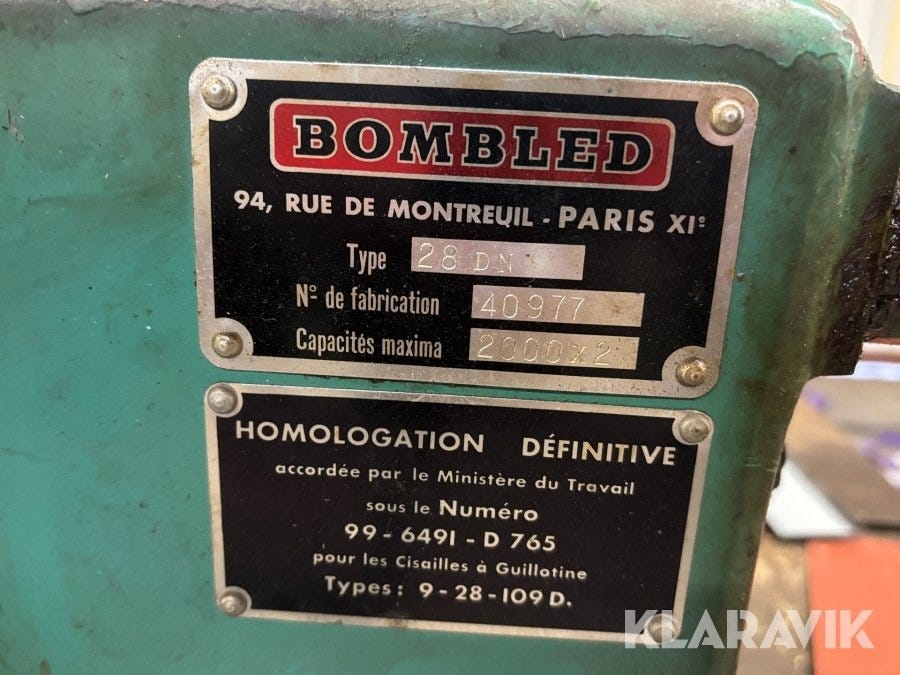 BOMBLED
94, RUE DE MONTREUIL - PARIS XIe
Type 28 DN
No de fabrication 40977
Capacités maxima 2000x2
HOMOLOGATION DÉFINITIVE
accordée par le Ministère du Travail
sous le Numéro
99-6491-D 765
pour les Cisailles à Guillotine
Types: 9-28-109 D.
KLARAVIK